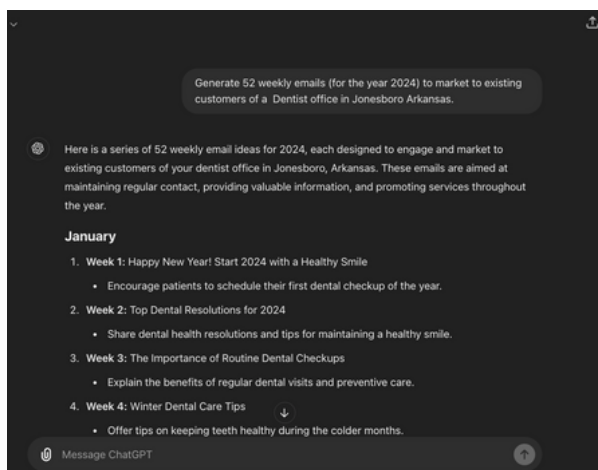 Generate 52 weekly emails (for the year 2024) to market to existing
customers of a Dentist office in Jonesboro Arkansas.
Here is a series of 52 weekly email ideas for 2024, each designed to engage and market to
existing customers of your dentist office in Jonesboro, Arkansas. These emails are aimed at
maintaining regular contact, providing valuable information, and promoting services throughout
the year.
January
1. Week 1: Happy New Year! Start 2024 with a Healthy Smile
• Encourage patients to schedule their first dental checkup of the year.
2. Week 2: Top Dental Resolutions for 2024
• Share dental health resolutions and tips for maintaining a healthy smile.
3. Week 3: The Importance of Routine Dental Checkups
• Explain the benefits of regular dental visits and preventive care.
4. Week 4: Winter Dental Care Tips
• Offer tips on keeping teeth healthy during the colder months.
Message ChatGPT